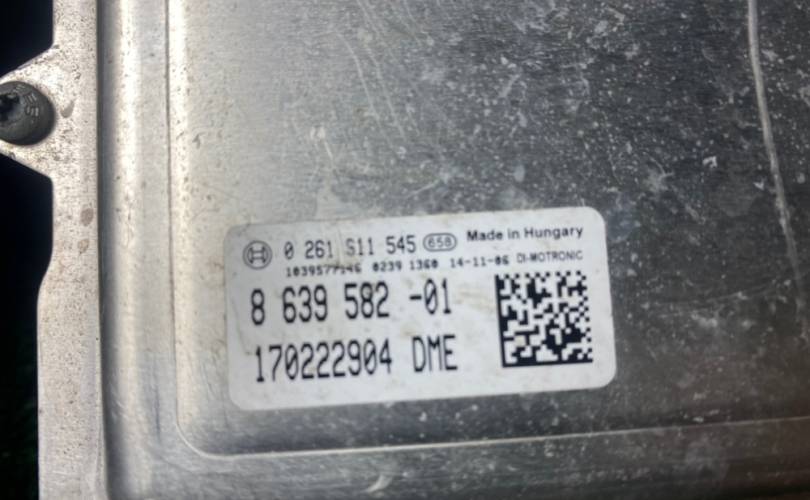 0 261 S11 545 658 Made in Hungary
1039577146 0239 1360 14-11-06 DI-MOTRONIC
8 639 582 -01
170222904 DME